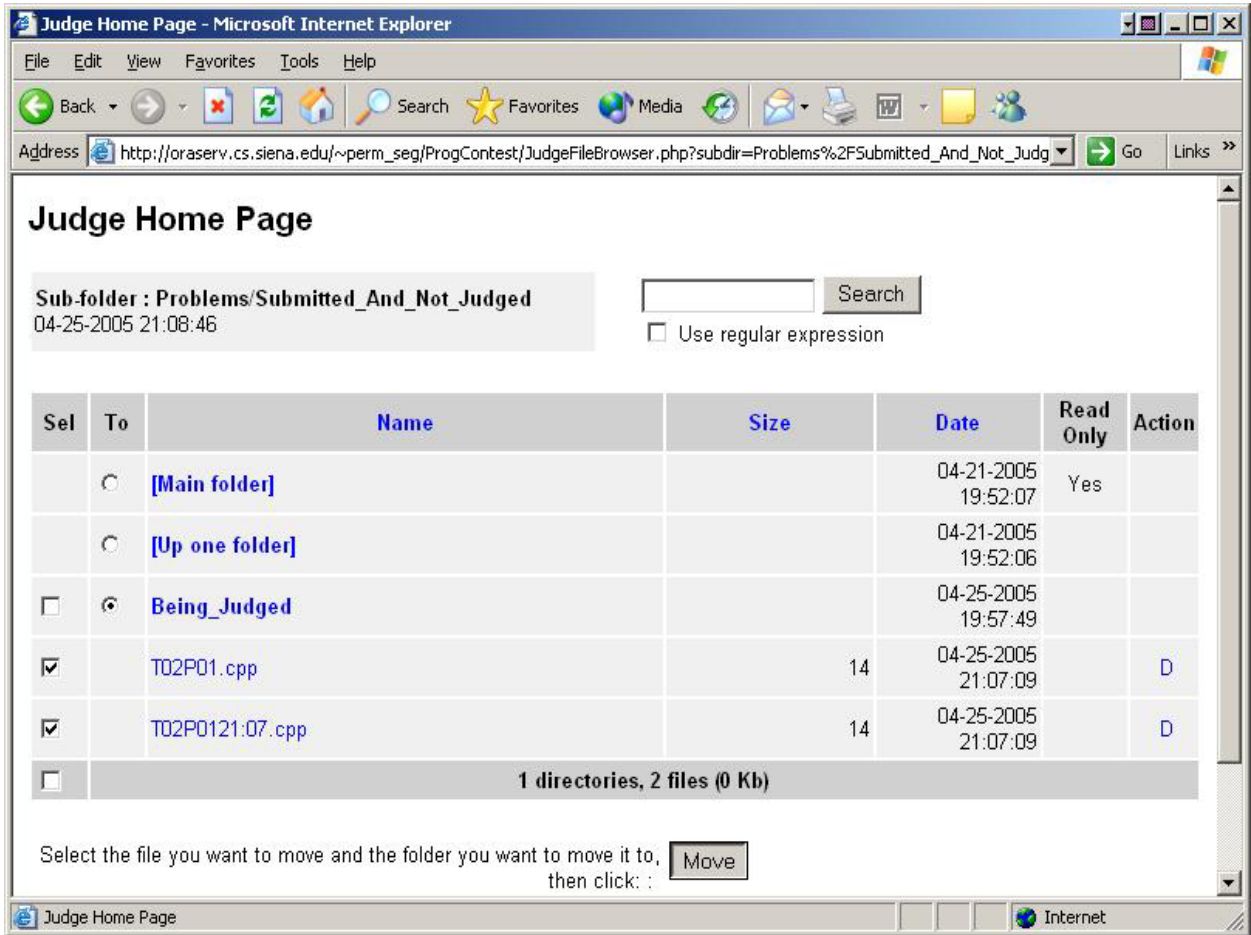 Judge Home Page - Microsoft Internet Explorer
File Edit View Favorites Tools Help
Back Search Favorites Media
Address http://oraserv.cs.siena.edu/~perm_seg/ProgContest/JudgeFileBrowser.php?subdir=Problems%2FSubmitted_And_Not_Judg Go Links »
Judge Home Page
Sub-folder : Problems/Submitted_And_Not_Judged
04-25-2005 21:08:46
Search
Use regular expression
Sel To Name Size Date Read Only Action
[Main folder] 04-21-2005 19:52:07 Yes
[Up one folder] 04-21-2005 19:52:06
Being_Judged 04-25-2005 19:57:49
T02P01.cpp 14 04-25-2005 21:07:09 D
T02P0121:07.cpp 14 04-25-2005 21:07:09 D
1 directories, 2 files (0 Kb)
Select the file you want to move and the folder you want to move it to,
then click: :
Move
Judge Home Page Internet